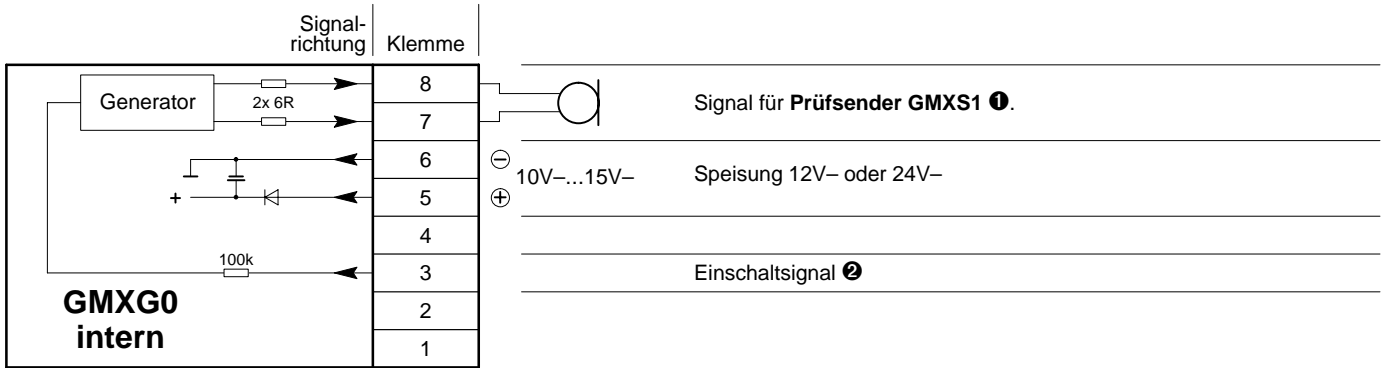 Signal-
richtung Klemme
8
Generator 2x 6R Signal für Prüfsender GMXS1 ❶.
7
6 ⊖
10V–...15V– Speisung 12V– oder 24V–
+ 5 ⊕
4
100k
3 Einschaltsignal ❷
GMXG0
intern
2
1